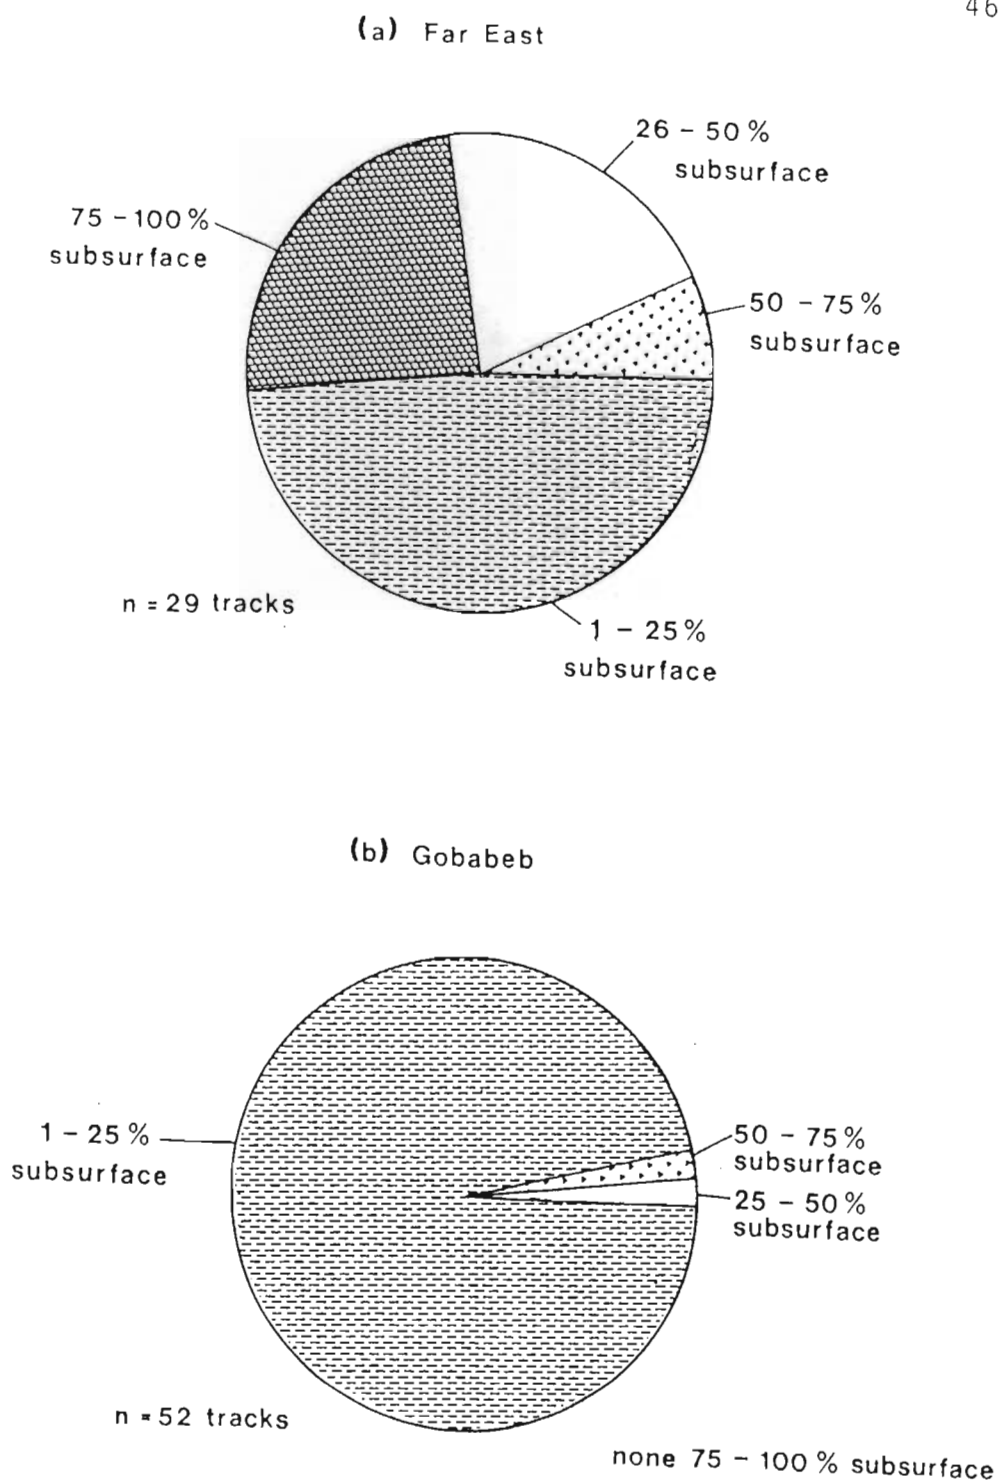 46
(a) Far East
26 - 50 %
subsurface
75 - 100 %
subsurface
50 - 75 %
subsurface
n = 29 tracks
1 - 25 %
subsurface
(b) Gobabeb
1 - 25 %
subsurface
50 - 75 %
subsurface
25 - 50 %
subsurface
n = 52 tracks
none 75 - 100 % subsurface